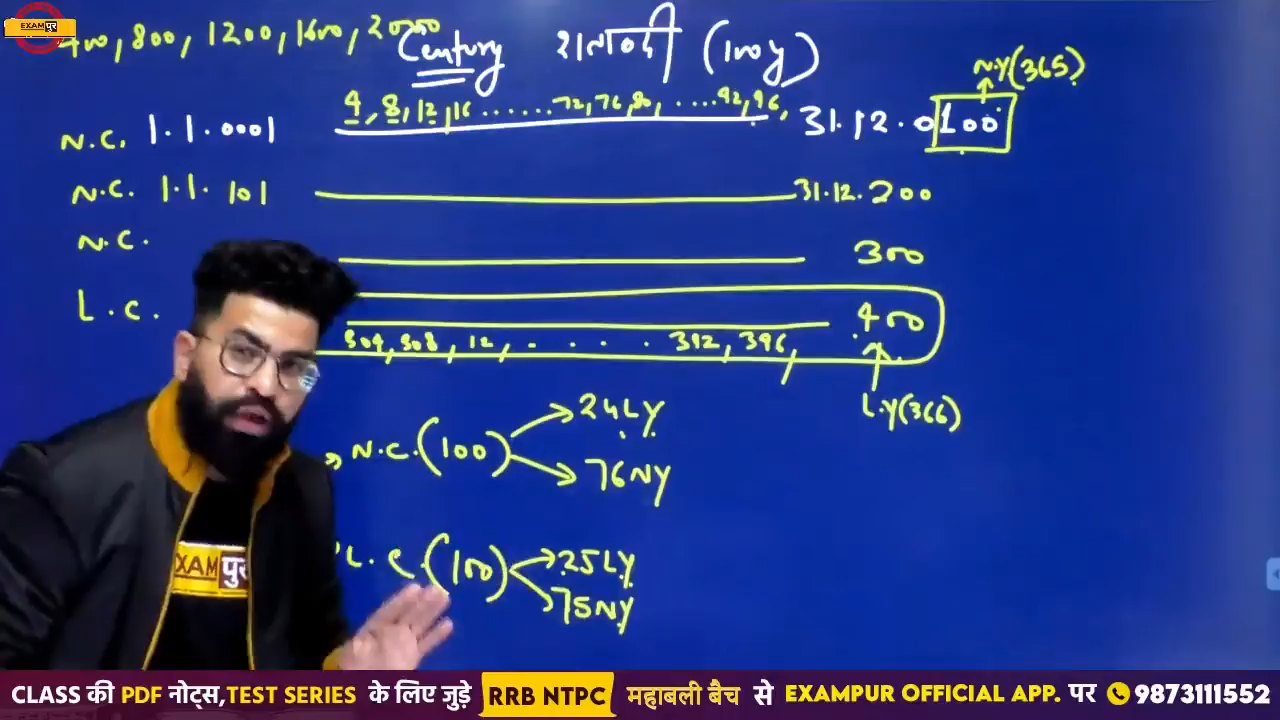 EXAMपुर
400, 800, 1200, 1600, 2000
Century शताब्दी (100y)
N.Y(365)
4, 8, 12, 16 ....... 72, 76, 80, .... 92, 96,
N.C. 1.1.0001 31.12.0100
N.C. 1.1.101 31.12.200
N.C. 300
L.C. 400
304, 308, 12, . . . . 392, 396,
L.Y(366)
N.C.(100) 24LY
76NY
L.C.(100) 25LY
75NY
EXAMपुर
CLASS की PDF नोट्स,TEST SERIES के लिए जुड़े RRB NTPC महाबली बैच से EXAMPUR OFFICIAL APP. पर 9873111552